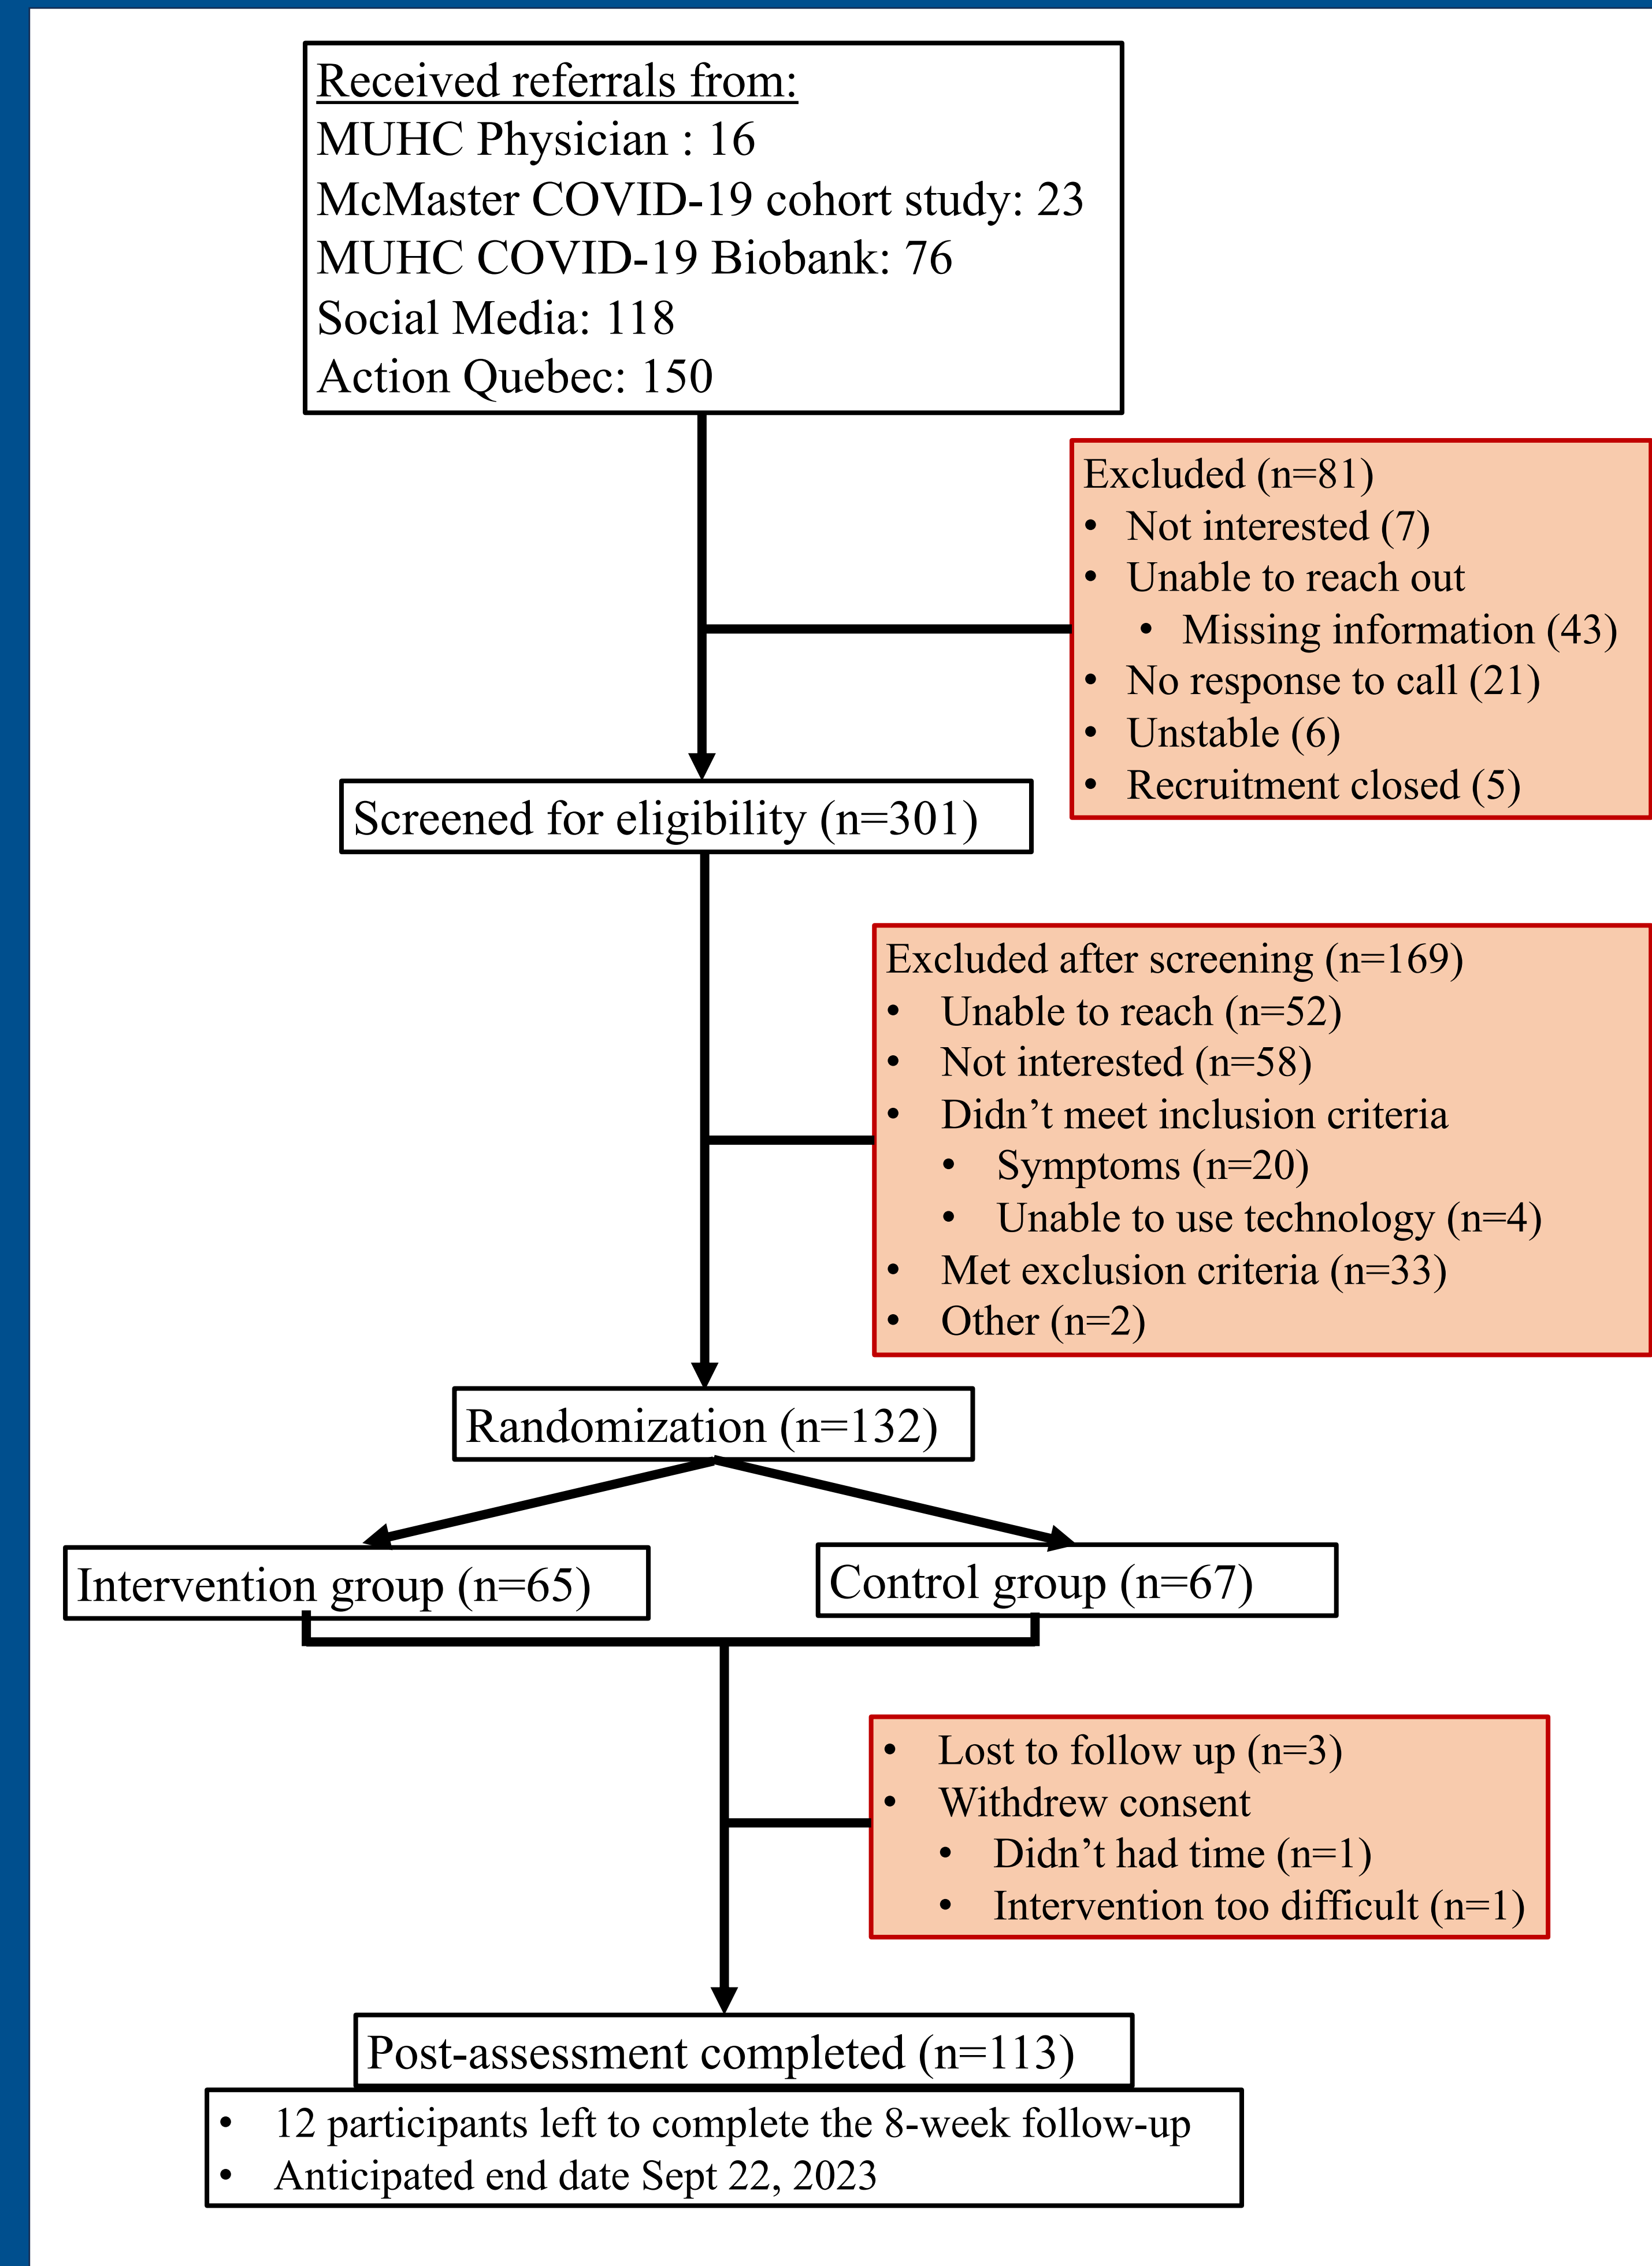 Received referrals from:
MUHC Physician : 16
McMaster COVID-19 cohort study: 23
MUHC COVID-19 Biobank: 76
Social Media: 118
Action Quebec: 150
Excluded (n=81)
• Not interested (7)
• Unable to reach out
• Missing information (43)
• No response to call (21)
• Unstable (6)
• Recruitment closed (5)
Screened for eligibility (n=301)
Excluded after screening (n=169)
• Unable to reach (n=52)
• Not interested (n=58)
• Didn’t meet inclusion criteria
• Symptoms (n=20)
• Unable to use technology (n=4)
• Met exclusion criteria (n=33)
• Other (n=2)
Randomization (n=132)
Intervention group (n=65)
Control group (n=67)
• Lost to follow up (n=3)
• Withdrew consent
• Didn’t had time (n=1)
• Intervention too difficult (n=1)
Post-assessment completed (n=113)
• 12 participants left to complete the 8-week follow-up
• Anticipated end date Sept 22, 2023